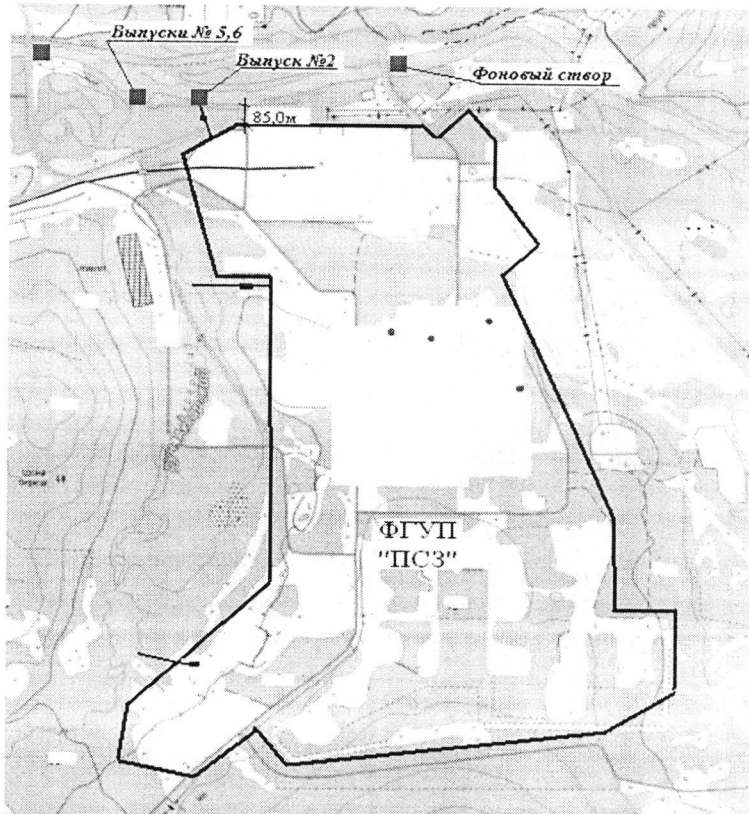 Выпуски № 5,6
Выпуск №2
Фоновый створ
85,0м
ФГУП
"ПСЗ"